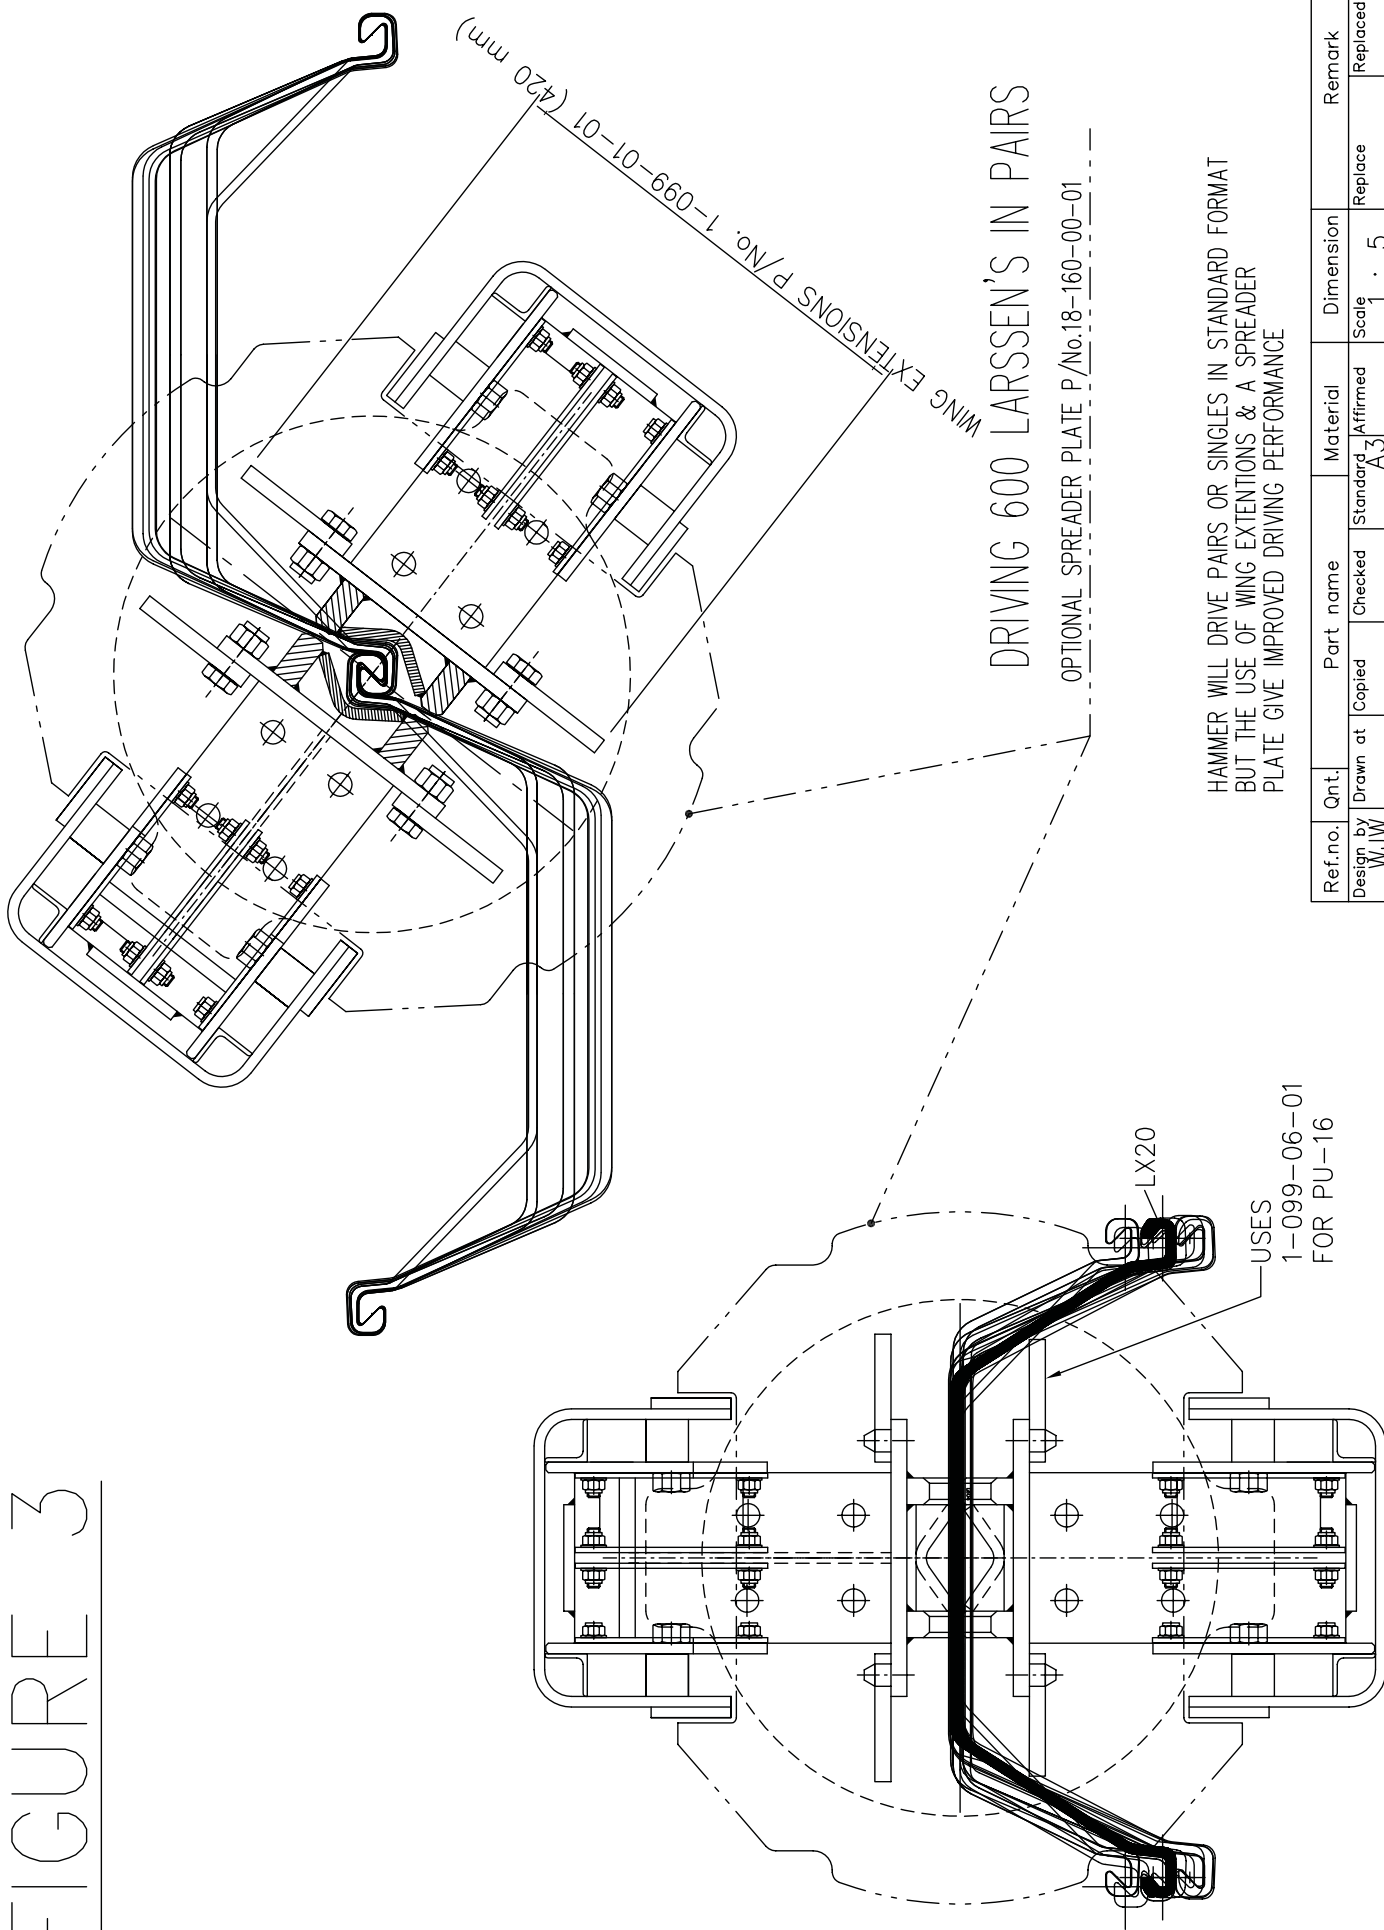 FIGURE 3
WING EXTENSIONS P/No. 1-099-01-01 (420 mm)
DRIVING 600 LARSSEN'S IN PAIRS
OPTIONAL SPREADER PLATE P/No.18-160-00-01
LX20
USES
1-099-06-01
FOR PU-16
HAMMER WILL DRIVE PAIRS OR SINGLES IN STANDARD FORMAT
BUT THE USE OF WING EXTENTIONS & A SPREADER
PLATE GIVE IMPROVED DRIVING PERFORMANCE
Ref.no. Qnt. Part name Material Dimension Remark
Design by Drawn at Copied Checked Standard Affirmed Scale Replace Replaced
WJW A3 1 : 5